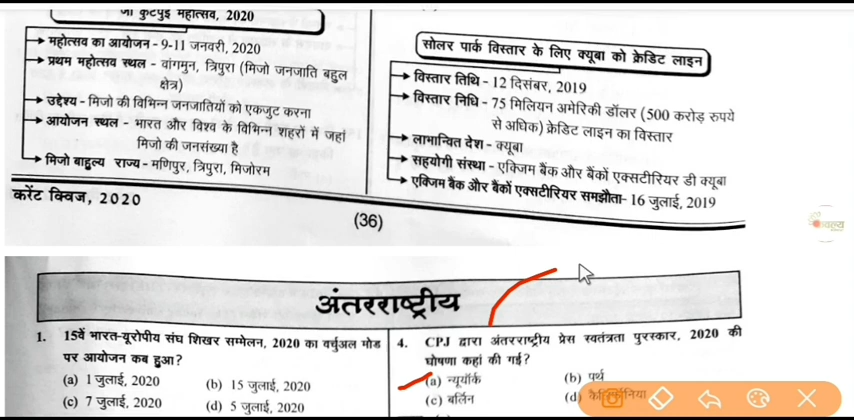 जो कुटपुइ महोत्सव, 2020
महोत्सव का आयोजन - 9-11 जनवरी, 2020
प्रथम महोत्सव स्थल - वांगमुन, त्रिपुरा (मिजो जनजाति बहुल
क्षेत्र)
उद्देश्य - मिजो की विभिन्न जनजातियों को एकजुट करना
आयोजन स्थल - भारत और विश्व के विभिन्न शहरों में जहां
मिजो की जनसंख्या है
मिजो बाहुल्य राज्य - मणिपुर, त्रिपुरा, मिजोरम
सोलर पार्क विस्तार के लिए क्यूबा को क्रेडिट लाइन
विस्तार तिथि - 12 दिसंबर, 2019
विस्तार निधि - 75 मिलियन अमेरिकी डॉलर (500 करोड़ रुपये
से अधिक) क्रेडिट लाइन का विस्तार
लाभान्वित देश - क्यूबा
सहयोगी संस्था - एक्जिम बैंक और बैंकों एक्सटीरियर डी क्यूबा
एक्जिम बैंक और बैंकों एक्सटीरियर समझौता- 16 जुलाई, 2019
करेंट क्विज, 2020
(36)
अंतरराष्ट्रीय
1. 15वें भारत-यूरोपीय संघ शिखर सम्मेलन, 2020 का वर्चुअल मोड
पर आयोजन कब हुआ?
(a) 1 जुलाई, 2020 (b) 15 जुलाई, 2020
(c) 7 जुलाई, 2020 (d) 5 जुलाई, 2020
4. CPJ द्वारा अंतरराष्ट्रीय प्रेस स्वतंत्रता पुरस्कार, 2020 की
घोषणा कहां की गई?
(a) न्यूयॉर्क (b) पर्थ
(c) बर्लिन (d) कैलिफोर्निया